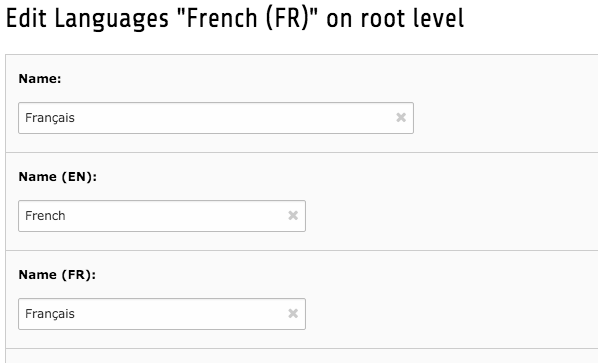 Edit Languages "French (FR)" on root level
Name:
Français
Name (EN):
French
Name (FR):
Français